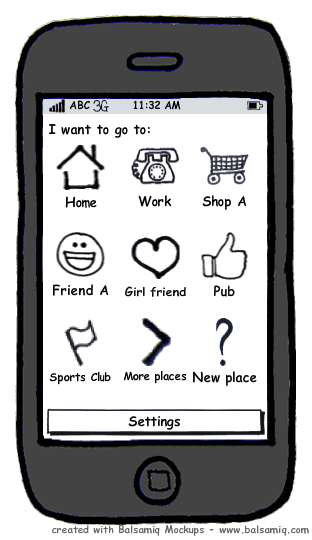 ABC 3G 11:32 AM
I want to go to:
Home Work Shop A
Friend A Girl friend Pub
Sports Club More places New place
Settings
created with Balsamiq Mockups - www.balsamiq.com